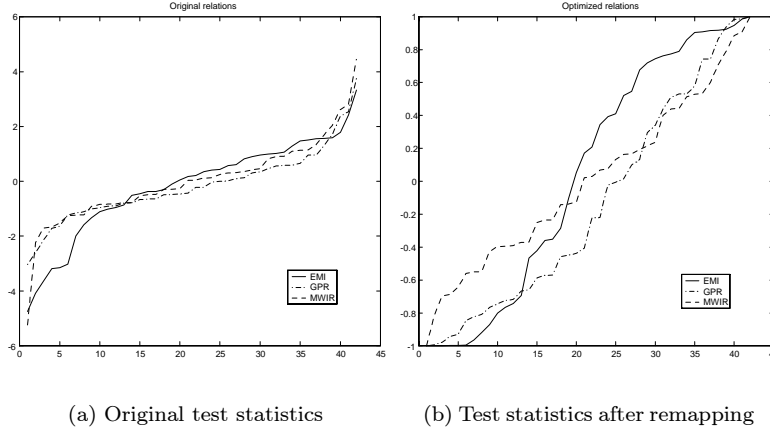 Original relations
6
4
2
0
-2
-4
-6
0 5 10 15 20 25 30 35 40 45
EMI
GPR
MWIR
Optimized relations
1
0.8
0.6
0.4
0.2
0
-0.2
-0.4
-0.6
-0.8
-1
0 5 10 15 20 25 30 35 40
EMI
GPR
MWIR
(a) Original test statistics
(b) Test statistics after remapping